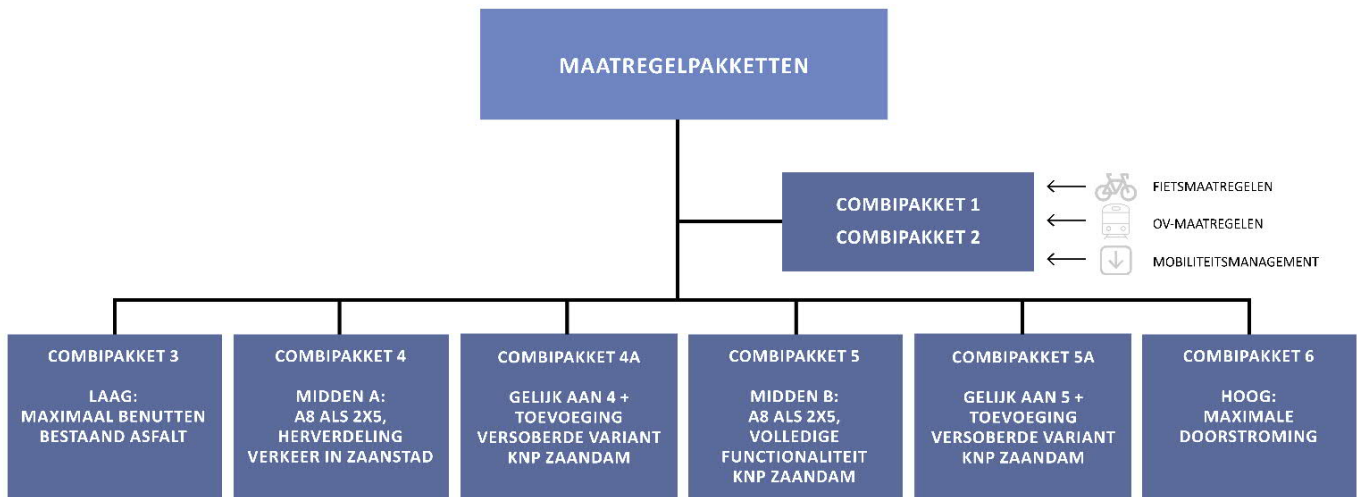 MAATREGELPAKKETTEN
COMBIPAKKET 1
COMBIPAKKET 2
FIETSMAATREGELEN
OV-MAATREGELEN
MOBILITEITSMANAGEMENT
COMBIPAKKET 3
LAAG:
MAXIMAAL BENUTTEN
BESTAAND ASFALT
COMBIPAKKET 4
MIDDEN A:
A8 ALS 2X5,
HERVERDELING
VERKEER IN ZAANSTAD
COMBIPAKKET 4A
GELIJK AAN 4 +
TOEVOEGING
VERSOBERDE VARIANT
KNP ZAANDAM
COMBIPAKKET 5
MIDDEN B:
A8 ALS 2X5,
VOLLEDIGE
FUNCTIONALITEIT
KNP ZAANDAM
COMBIPAKKET 5A
GELIJK AAN 5 +
TOEVOEGING
VERSOBERDE VARIANT
KNP ZAANDAM
COMBIPAKKET 6
HOOG:
MAXIMALE
DOORSTROMING